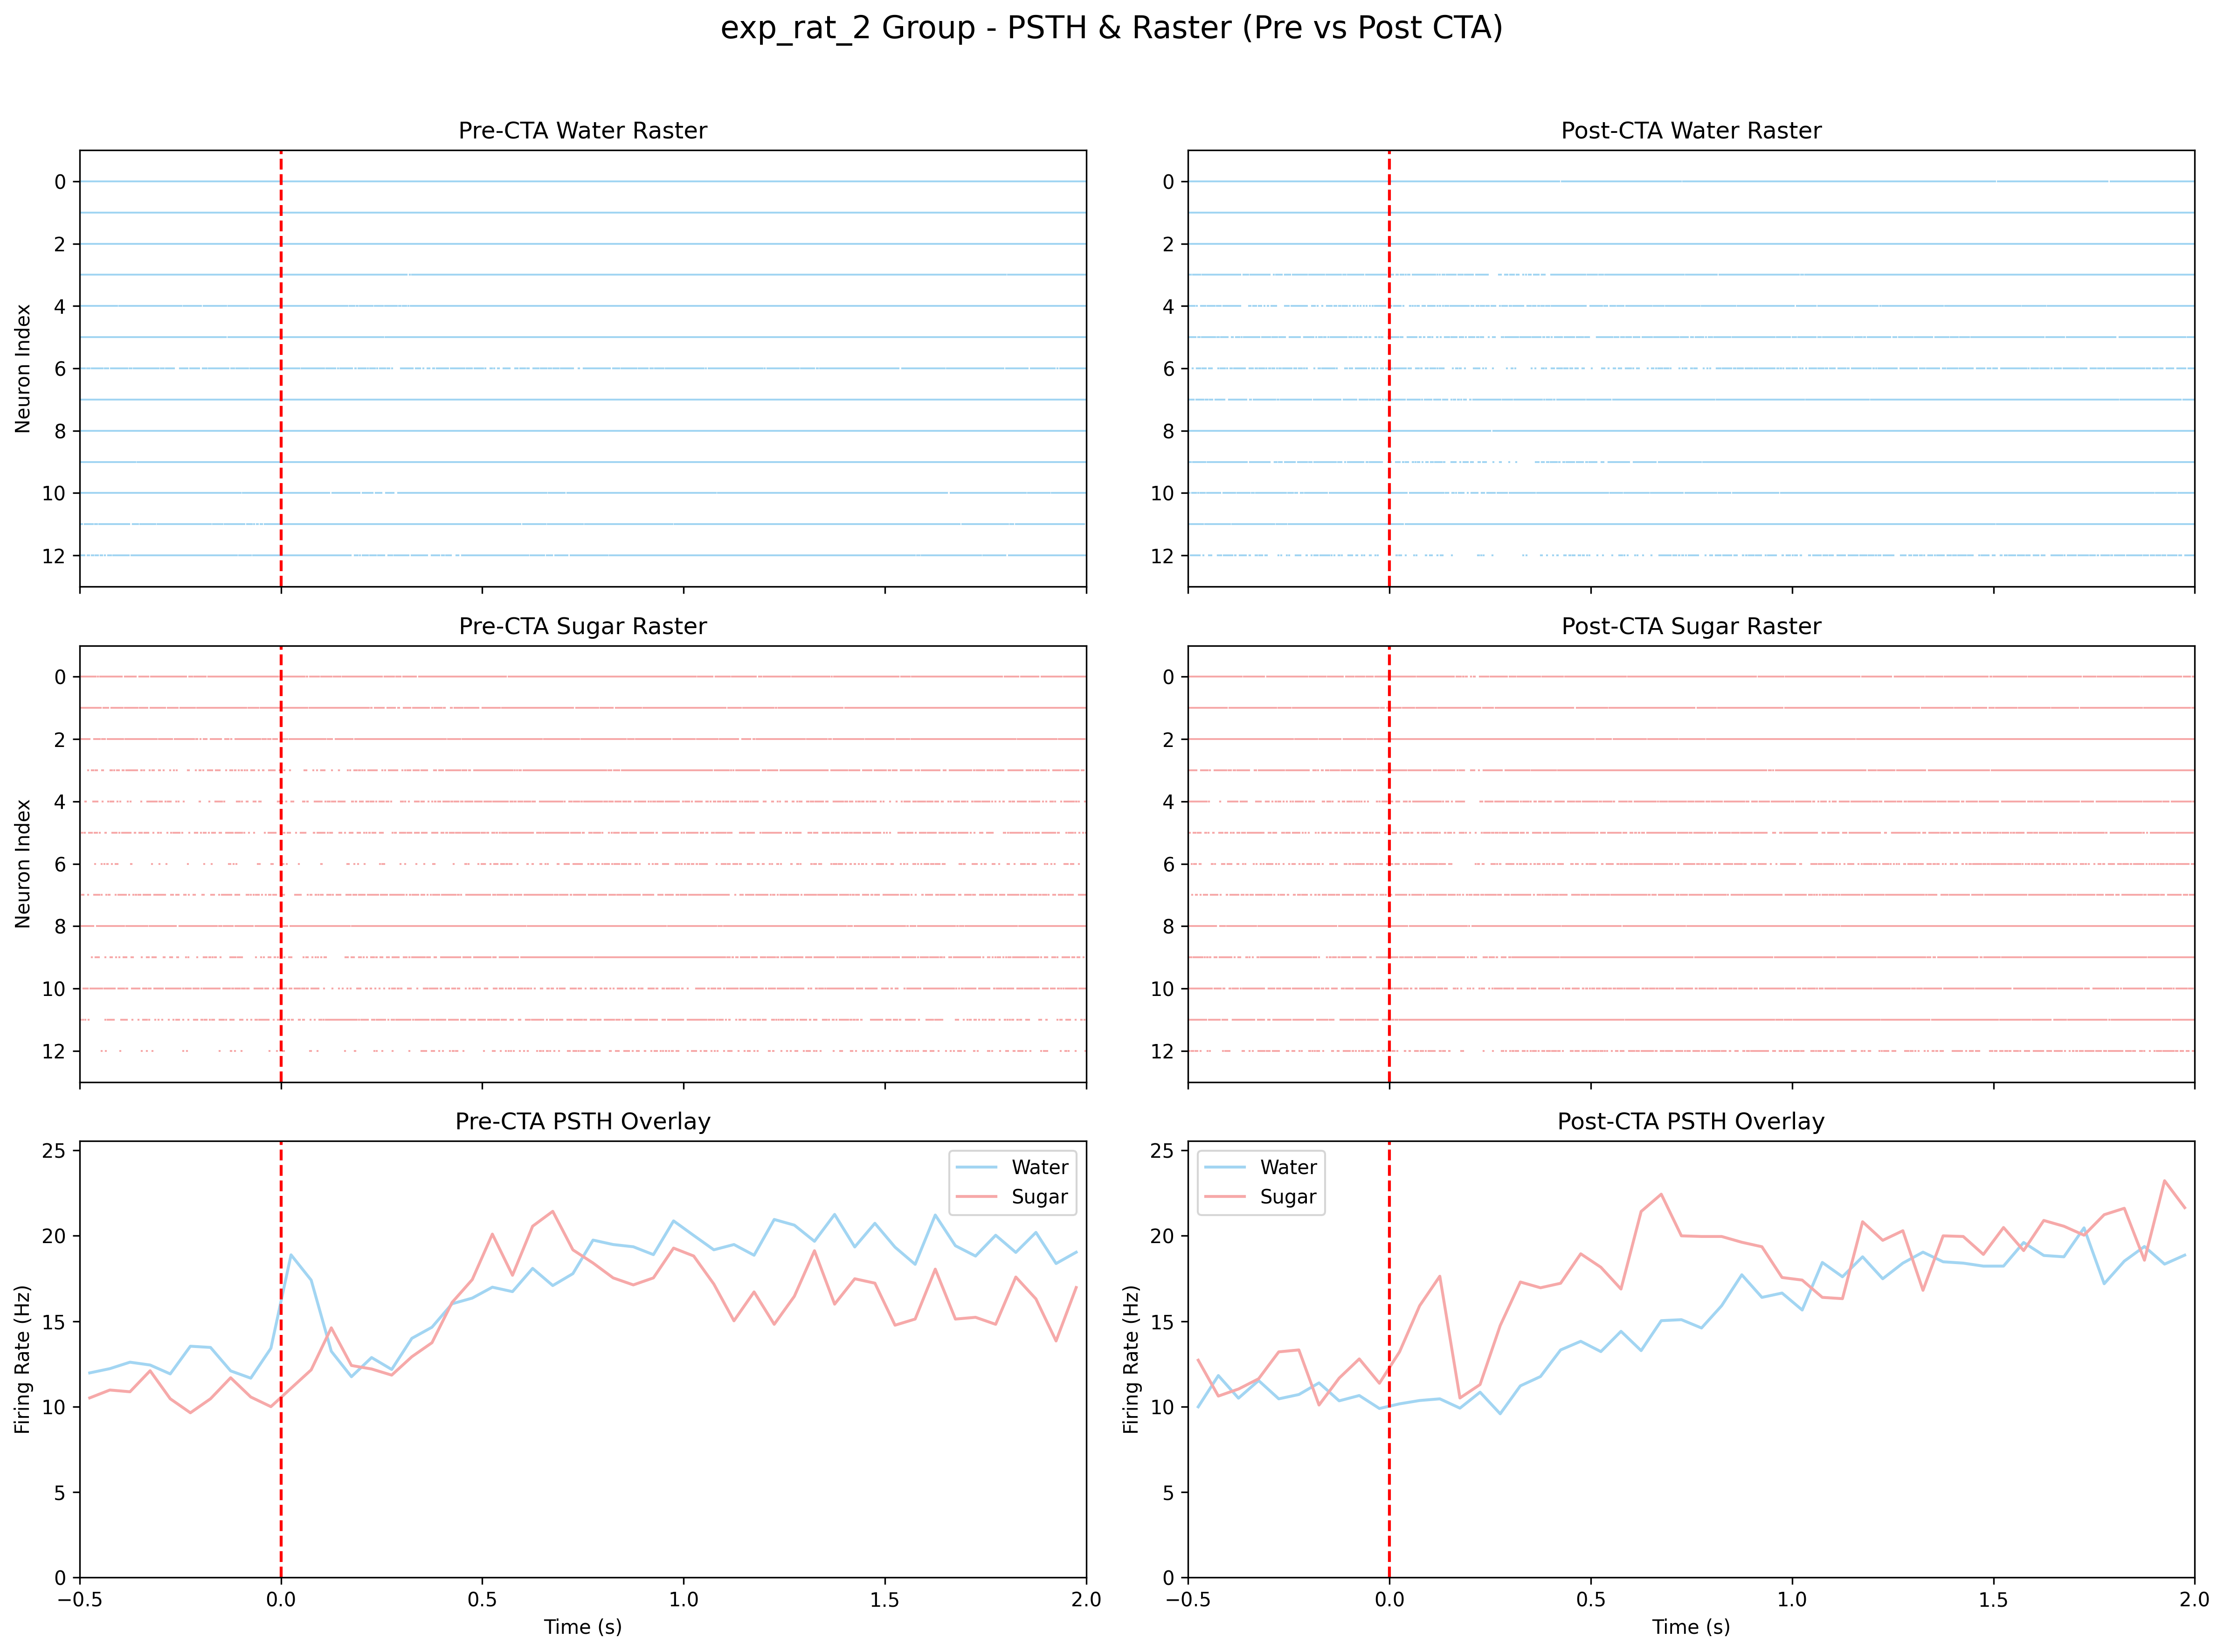 exp_rat_2 Group - PSTH & Raster (Pre vs Post CTA)
Pre-CTA Water Raster
Neuron Index
0
2
4
6
8
10
12
Post-CTA Water Raster
0
2
4
6
8
10
12
Pre-CTA Sugar Raster
Neuron Index
0
2
4
6
8
10
12
Post-CTA Sugar Raster
0
2
4
6
8
10
12
Pre-CTA PSTH Overlay
Firing Rate (Hz)
25
20
15
10
5
0
Water
Sugar
−0.5 0.0 0.5 1.0 1.5 2.0
Time (s)
Post-CTA PSTH Overlay
Firing Rate (Hz)
25
20
15
10
5
0
Water
Sugar
−0.5 0.0 0.5 1.0 1.5 2.0
Time (s)